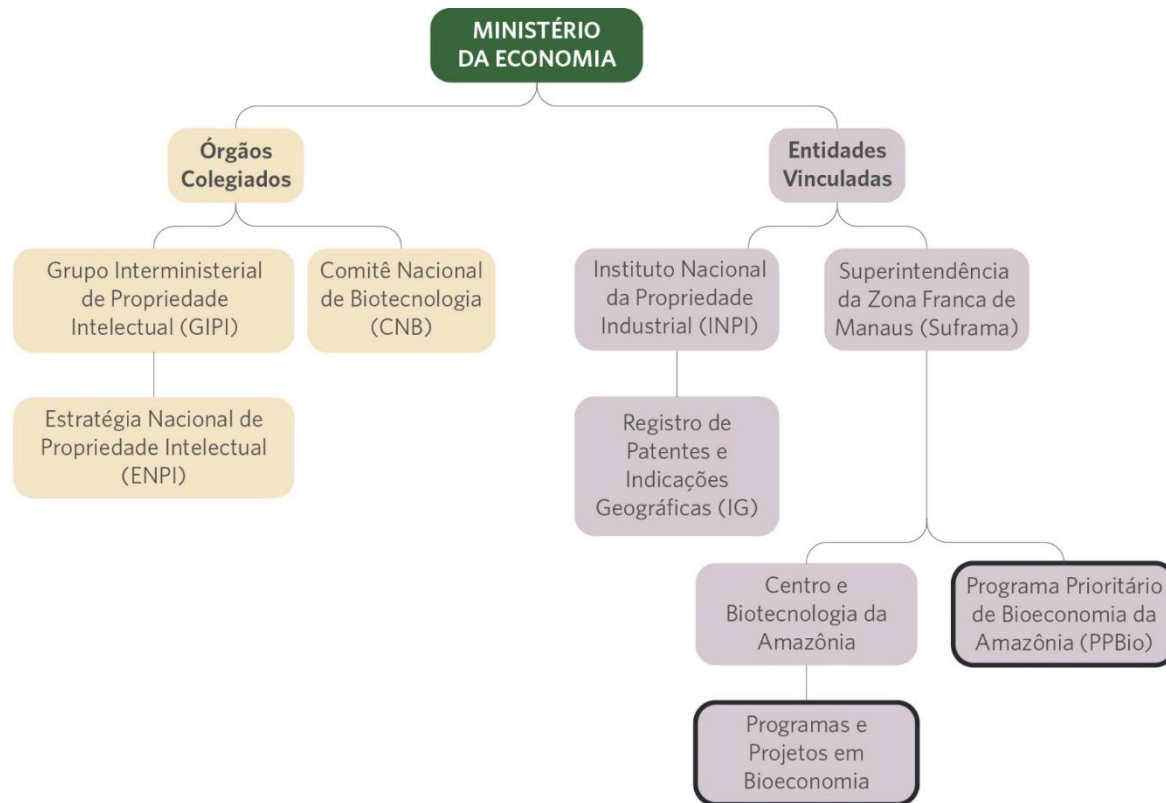 MINISTÉRIO
DA ECONOMIA
Órgãos
Colegiados
Entidades
Vinculadas
Grupo Interministerial
de Propriedade
Intelectual (GIPI)
Comitê Nacional
de Biotecnologia
(CNB)
Instituto Nacional
da Propriedade
Industrial (INPI)
Superintendência
da Zona Franca de
Manaus (Suframa)
Estratégia Nacional de
Propriedade Intelectual
(ENPI)
Registro de
Patentes e
Indicações
Geográficas (IG)
Centro e
Biotecnologia da
Amazônia
Programa Prioritário
de Bioeconomia da
Amazônia (PPBio)
Programas e
Projetos em
Bioeconomia